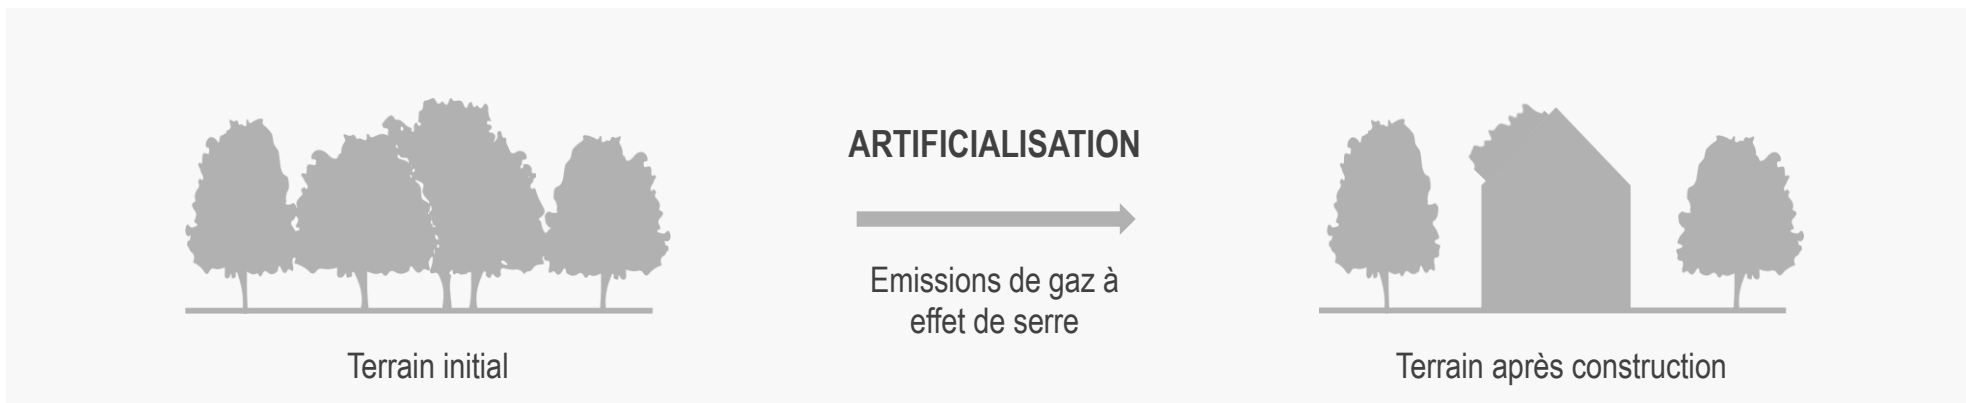 ARTIFICIALISATION
Emissions de gaz à
effet de serre
Terrain initial
Terrain après construction